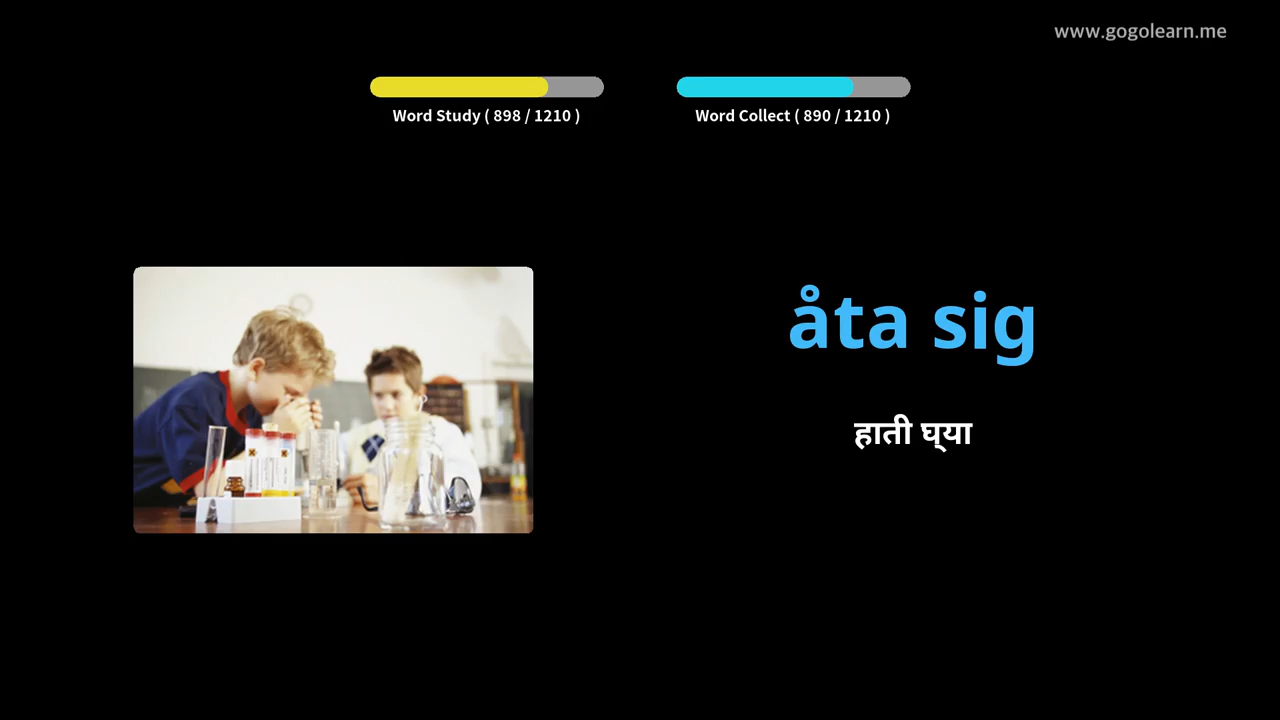 www.gogolearn.me
Word Study ( 898 / 1210 )
Word Collect ( 890 / 1210 )
åta sig
हाती घ्या